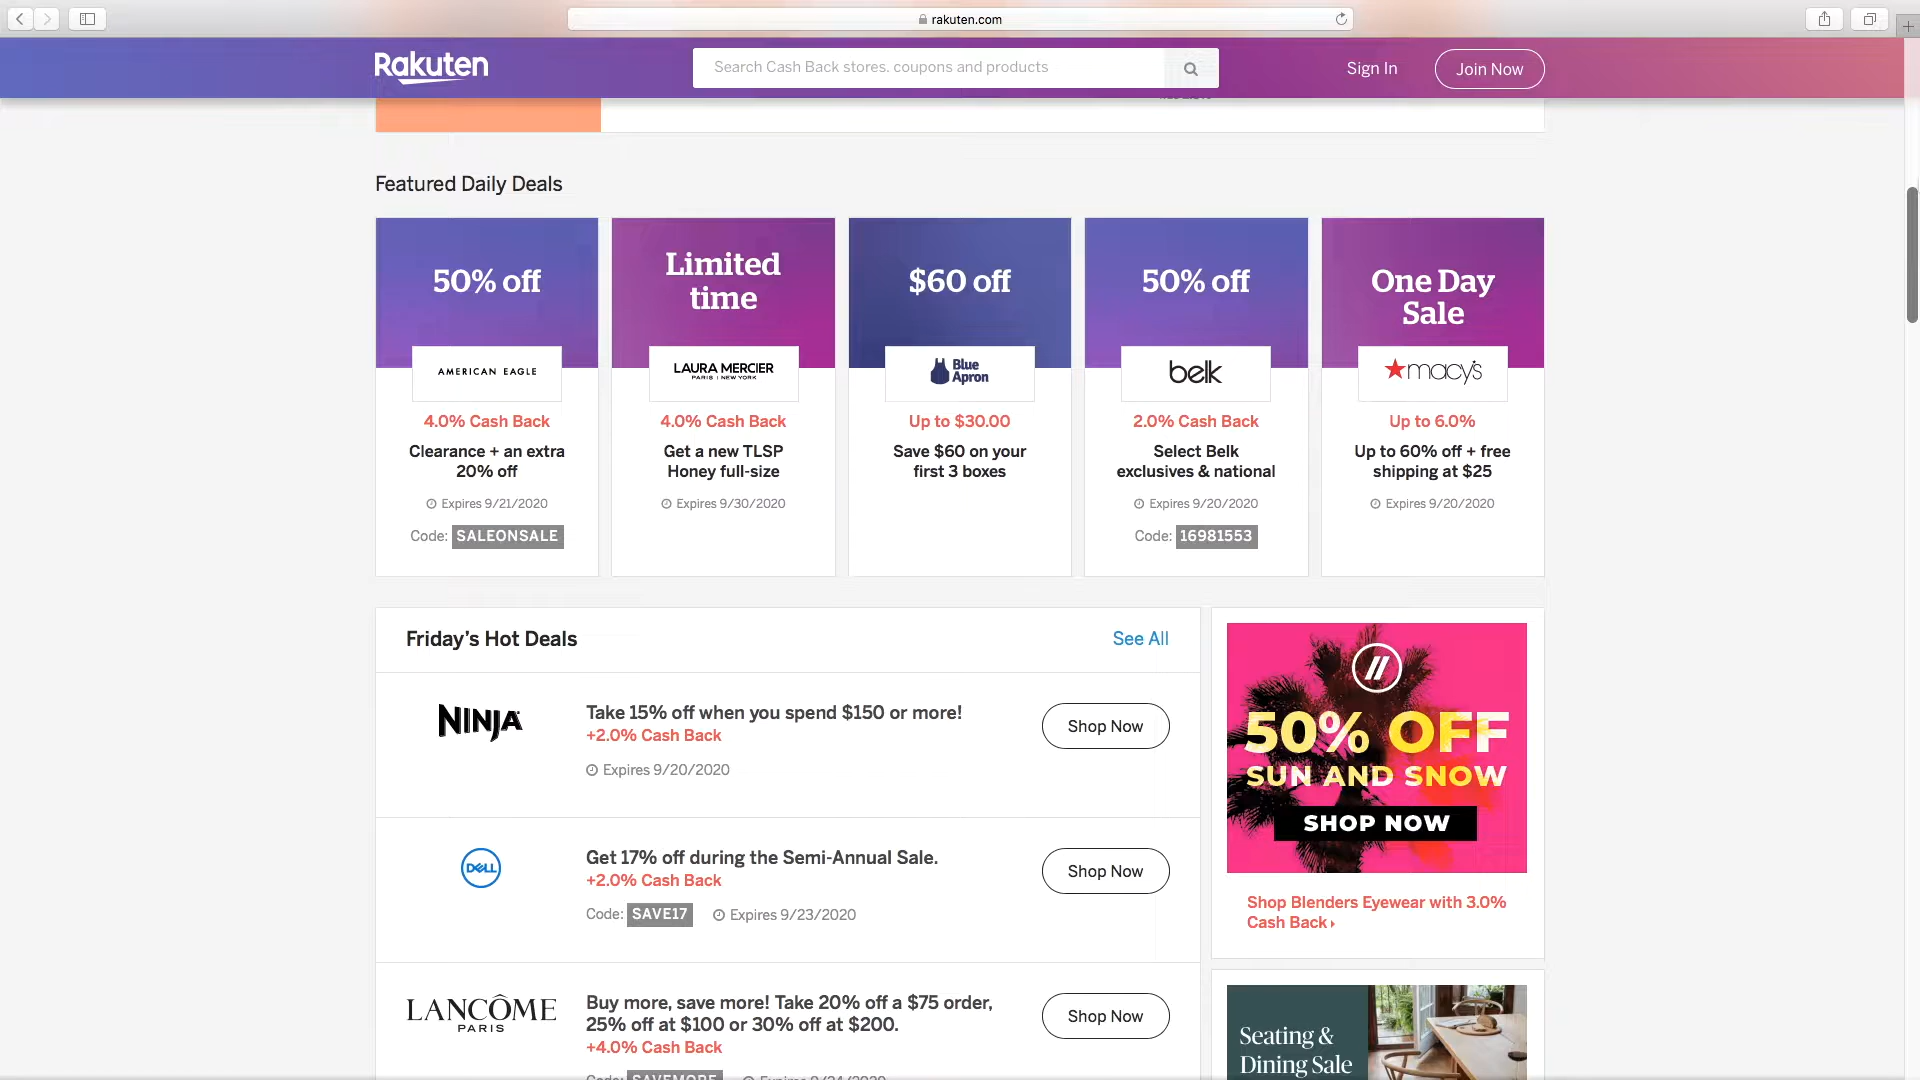 rakuten.com
Rakuten
Search Cash Back stores. coupons and products
Sign In
Join Now
Featured Daily Deals
50% off
AMERICAN EAGLE
4.0% Cash Back
Clearance + an extra
20% off
Expires 9/21/2020
Code: SALEONSALE
Limited
time
LAURA MERCIER
PARIS | NEW YORK
4.0% Cash Back
Get a new TLSP
Honey full-size
Expires 9/30/2020
$60 off
Blue
Apron
Up to $30.00
Save $60 on your
first 3 boxes
50% off
belk
2.0% Cash Back
Select Belk
exclusives & national
Expires 9/20/2020
Code: 16981553
One Day
Sale
macy's
Up to 6.0%
Up to 60% off + free
shipping at $25
Expires 9/20/2020
Friday's Hot Deals
See All
NINJA
Take 15% off when you spend $150 or more!
+2.0% Cash Back
Expires 9/20/2020
Shop Now
DELL
Get 17% off during the Semi-Annual Sale.
+2.0% Cash Back
Code: SAVE17 Expires 9/23/2020
Shop Now
LANCÔME
PARIS
Buy more, save more! Take 20% off a $75 order,
25% off at $100 or 30% off at $200.
+4.0% Cash Back
Code: SAVEMORE Expires 9/24/2020
Shop Now
50% OFF
SUN AND SNOW
SHOP NOW
Shop Blenders Eyewear with 3.0%
Cash Back
Seating &
Dining Sale